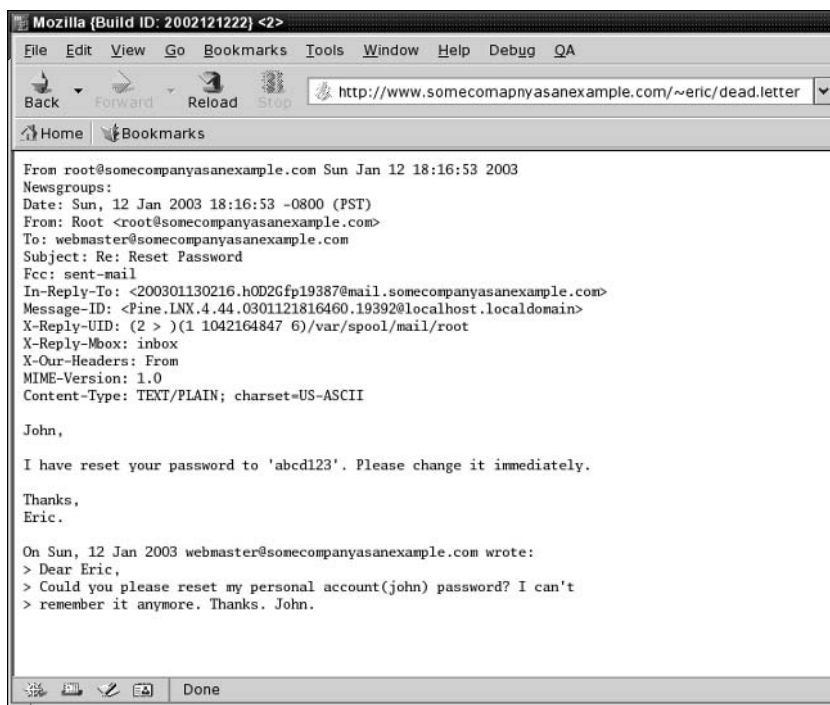 Mozilla {Build ID: 2002121222} <2>
File Edit View Go Bookmarks Tools Window Help Debug QA
Back Forward Reload Stop http://www.somecomapnyasanexample.com/~eric/dead.letter
Home Bookmarks
From root@somecompanyasanexample.com Sun Jan 12 18:16:53 2003
Newsgroups:
Date: Sun, 12 Jan 2003 18:16:53 -0800 (PST)
From: Root <root@somecompanyasanexample.com>
To: webmaster@somecompanyasanexample.com
Subject: Re: Reset Password
Fcc: sent-mail
In-Reply-To: <200301130216.h0D2Gfp19387@mail.somecompanyasanexample.com>
Message-ID: <Pine.LNX.4.44.0301121816460.19392@localhost.localdomain>
X-Reply-UID: (2 > )(1 1042164847 6)/var/spool/mail/root
X-Reply-Mbox: inbox
X-Our-Headers: From
MIME-Version: 1.0
Content-Type: TEXT/PLAIN; charset=US-ASCII
John,
I have reset your password to 'abcd123'. Please change it immediately.
Thanks,
Eric.
On Sun, 12 Jan 2003 webmaster@somecompanyasanexample.com wrote:
> Dear Eric,
> Could you please reset my personal account(john) password? I can't
> remember it anymore. Thanks. John.
Done